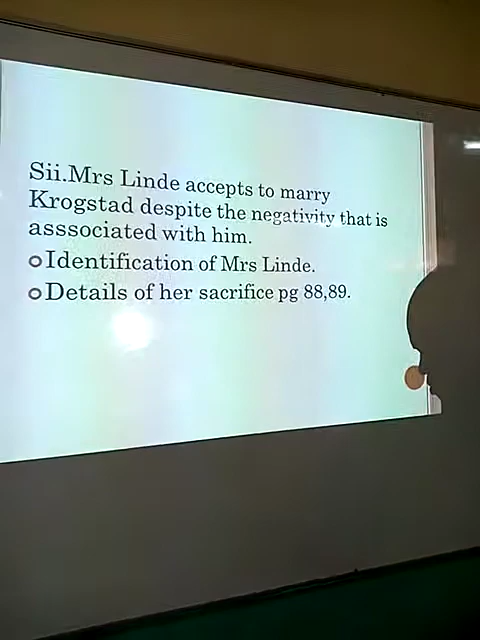 Sii.Mrs Linde accepts to marry
Krogstad despite the negativity that is
asssociated with him.
Identification of Mrs Linde.
Details of her sacrifice pg 88,89.